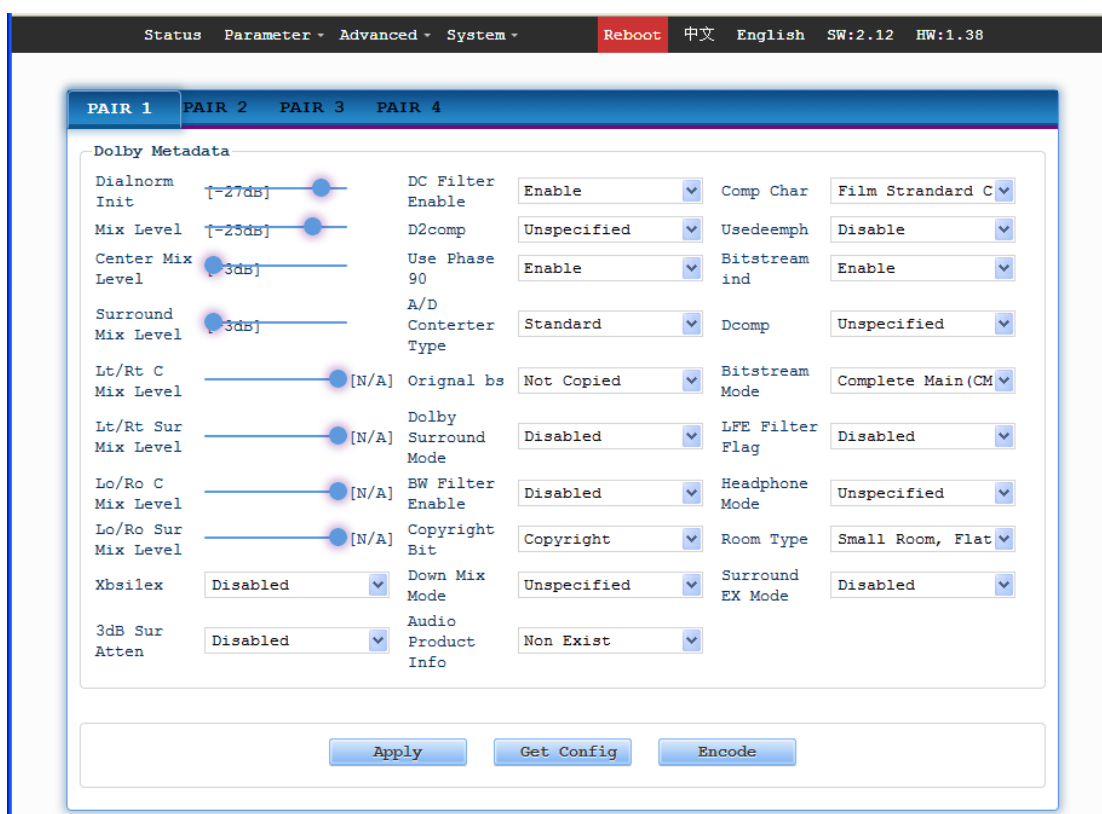 Status Parameter Advanced System Reboot 中文 English SW:2.12 HW:1.38
PAIR 1 PAIR 2 PAIR 3 PAIR 4
Dolby Metadata
Dialnorm Init [-27dB] DC Filter Enable Enable Comp Char Film Strandard C
Mix Level [-25dB] D2comp Unspecified Usedeemph Disable
Center Mix Level [-3dB] Use Phase 90 Enable Bitstream ind Enable
Surround Mix Level [-3dB] A/D Conterter Type Standard Dcomp Unspecified
Lt/Rt C Mix Level [N/A] Orignal bs Not Copied Bitstream Mode Complete Main(CM
Lt/Rt Sur Mix Level [N/A] Dolby Surround Mode Disabled LFE Filter Flag Disabled
Lo/Ro C Mix Level [N/A] BW Filter Enable Disabled Headphone Mode Unspecified
Lo/Ro Sur Mix Level [N/A] Copyright Bit Copyright Room Type Small Room, Flat
Xbsi1ex Disabled Down Mix Mode Unspecified Surround EX Mode Disabled
3dB Sur Atten Disabled Audio Product Info Non Exist
Apply Get Config Encode